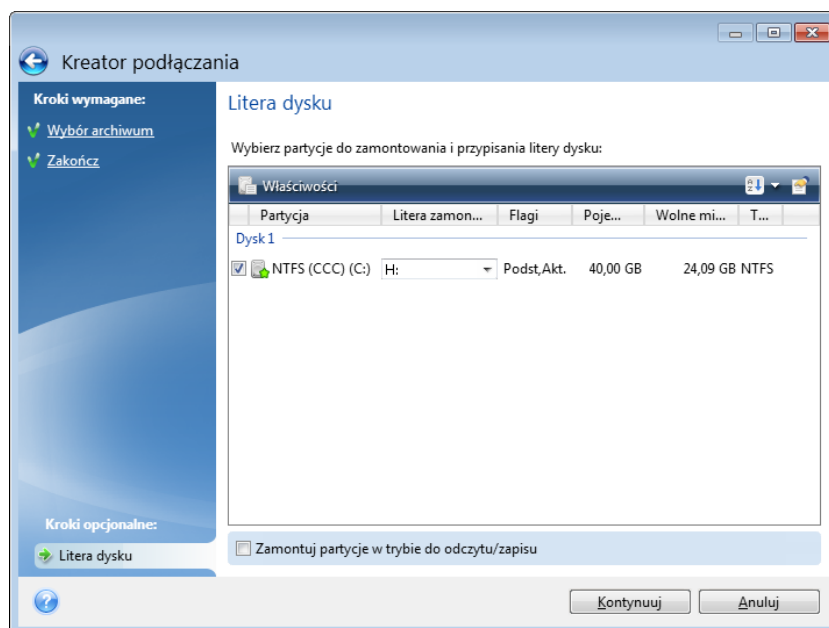 Kreator podłączania
Kroki wymagane:
Wybór archiwum
Zakończ
Kroki opcjonalne:
Litera dysku
Litera dysku
Wybierz partycje do zamontowania i przypisania litery dysku:
Właściwości
Partycja Litera zamon... Flagi Poje... Wolne mi... T...
Dysk 1
NTFS (CCC) (C:) H: Podst,Akt. 40,00 GB 24,09 GB NTFS
Zamontuj partycje w trybie do odczytu/zapisu
Kontynuuj Anuluj